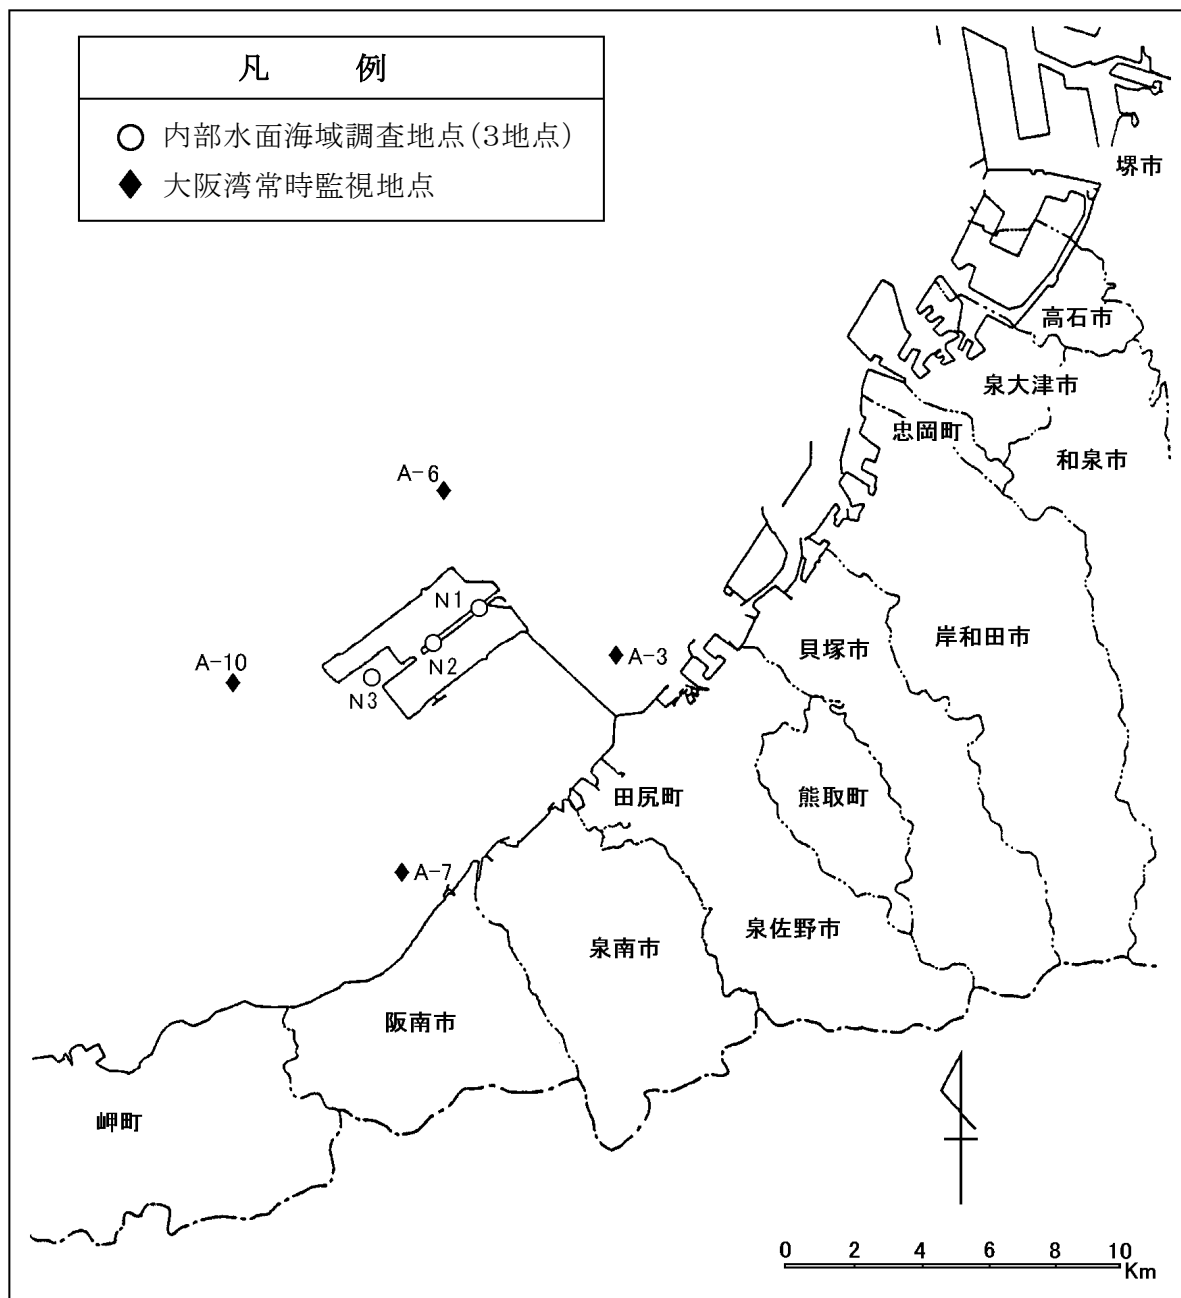 凡　　例
内部水面海域調査地点(3地点)
大阪湾常時監視地点
堺市
高石市
泉大津市
忠岡町
和泉市
A-6
N1
岸和田市
貝塚市
A-3
A-10
N2
N3
田尻町
熊取町
A-7
泉佐野市
泉南市
阪南市
岬町
0 2 4 6 8 10
Km